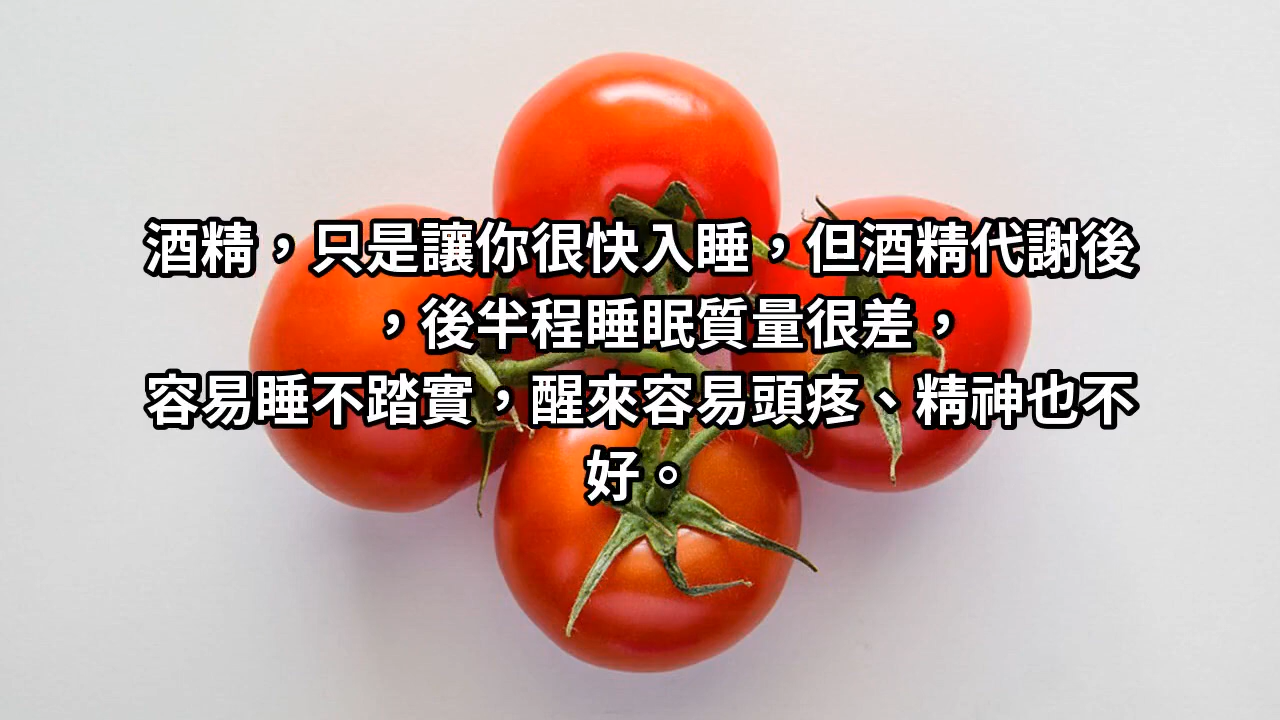 酒精，只是讓你很快入睡，但酒精代謝後
，後半程睡眠質量很差，
容易睡不踏實，醒來容易頭疼、精神也不
好。